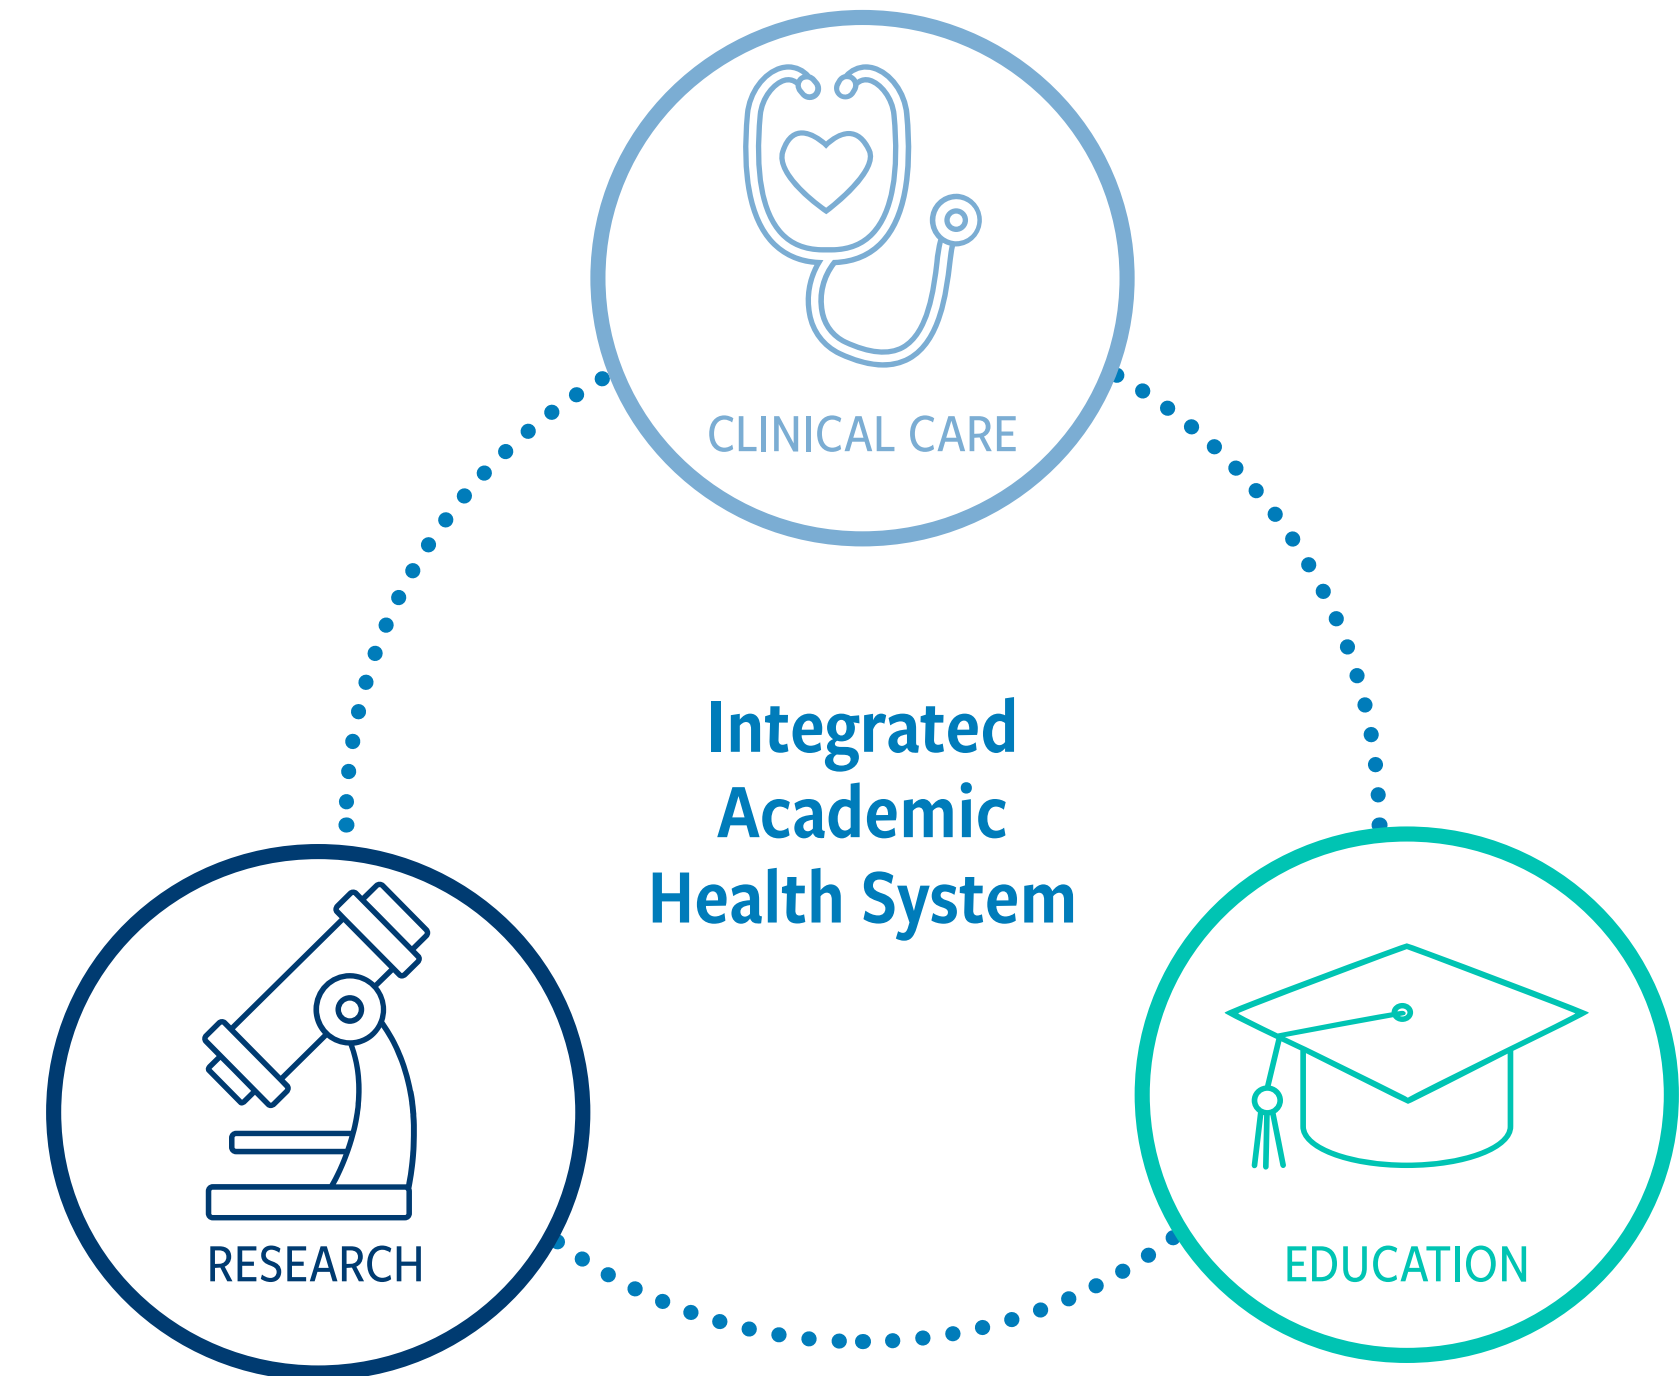 CLINICAL CARE
Integrated
Academic
Health System
RESEARCH
EDUCATION